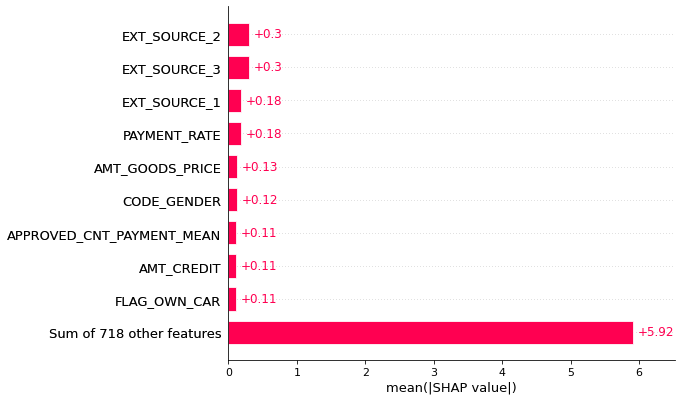 EXT_SOURCE_2 +0.3
EXT_SOURCE_3 +0.3
EXT_SOURCE_1 +0.18
PAYMENT_RATE +0.18
AMT_GOODS_PRICE +0.13
CODE_GENDER +0.12
APPROVED_CNT_PAYMENT_MEAN +0.11
AMT_CREDIT +0.11
FLAG_OWN_CAR +0.11
Sum of 718 other features +5.92
0 1 2 3 4 5 6
mean(|SHAP value|)